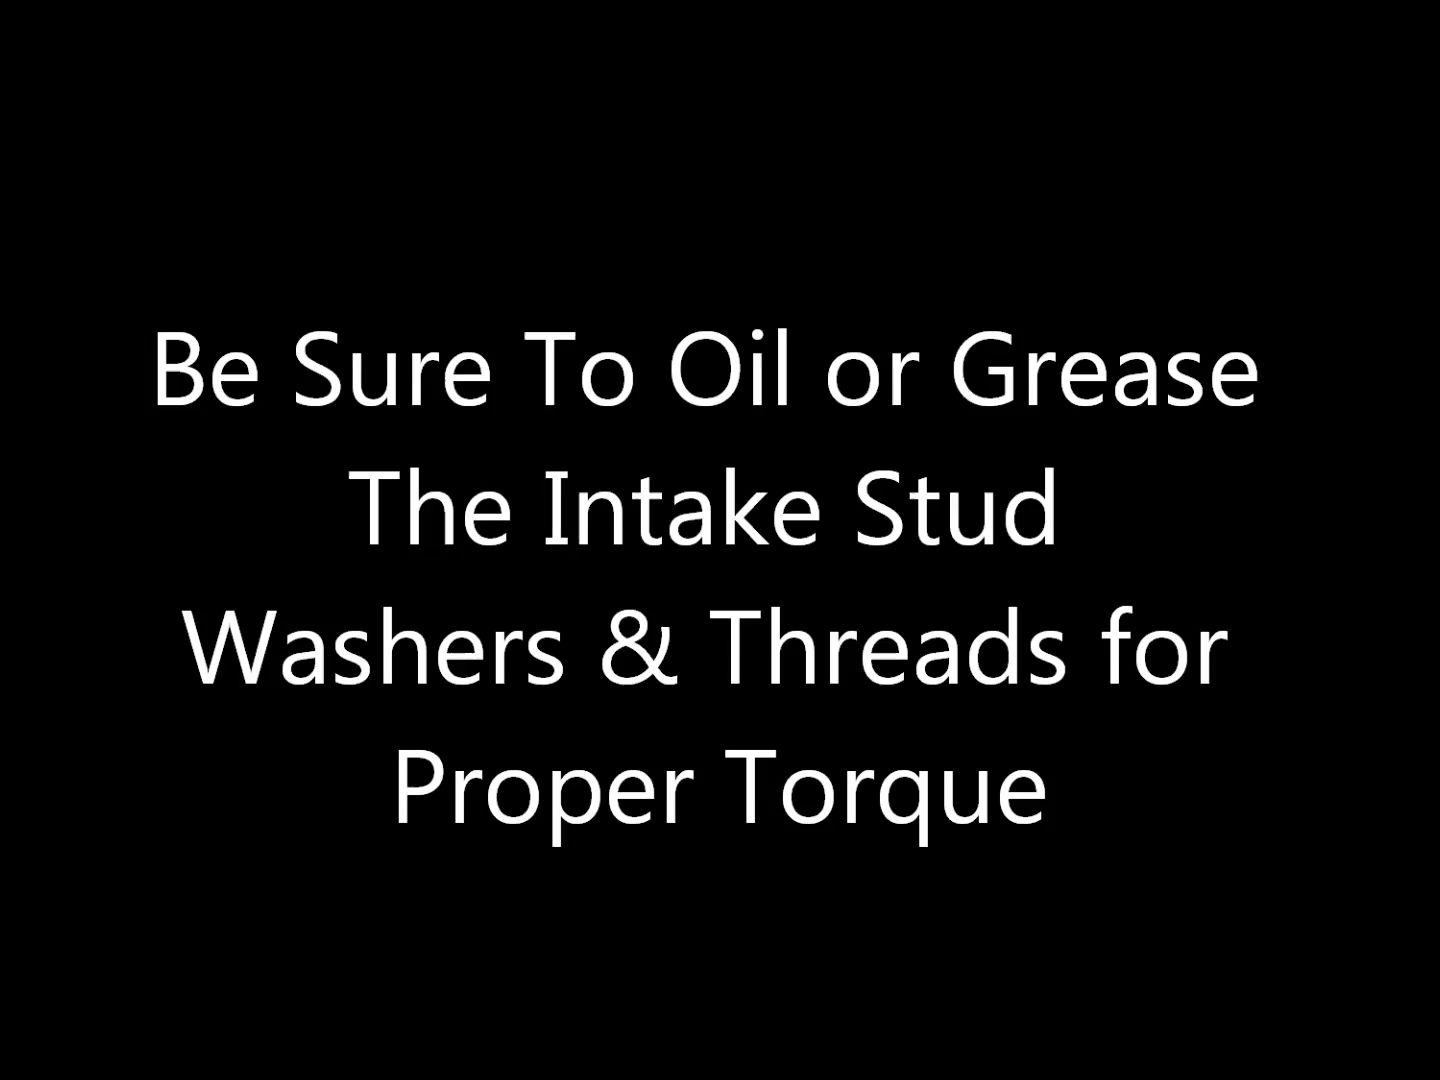 Be Sure To Oil or Grease
The Intake Stud
Washers & Threads for
Proper Torque